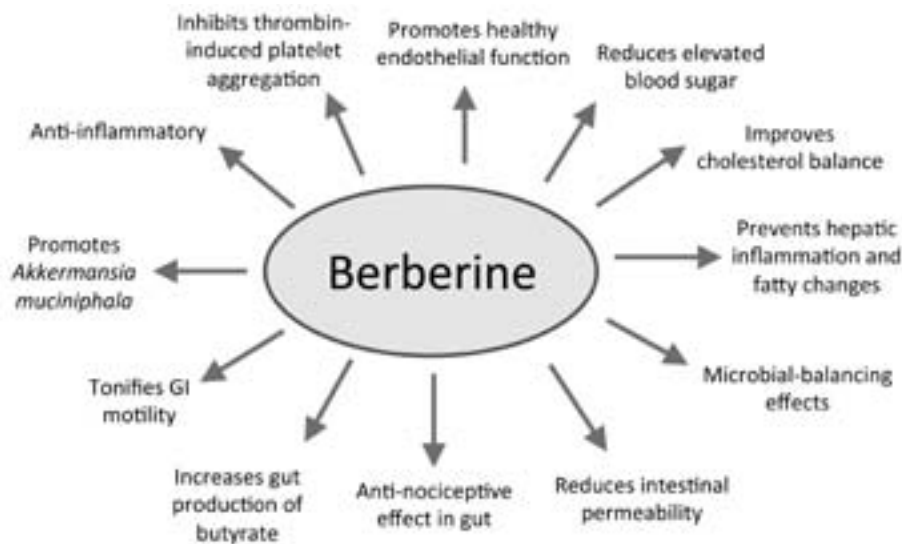 Inhibits thrombin-
induced platelet
aggregation
Promotes healthy
endothelial function
Reduces elevated
blood sugar
Anti-inflammatory
Improves
cholesterol balance
Promotes
Akkermansia
muciniphala
Berberine
Prevents hepatic
inflammation and
fatty changes
Tonifies GI
motility
Microbial-balancing
effects
Increases gut
production of
butyrate
Anti-nociceptive
effect in gut
Reduces intestinal
permeability